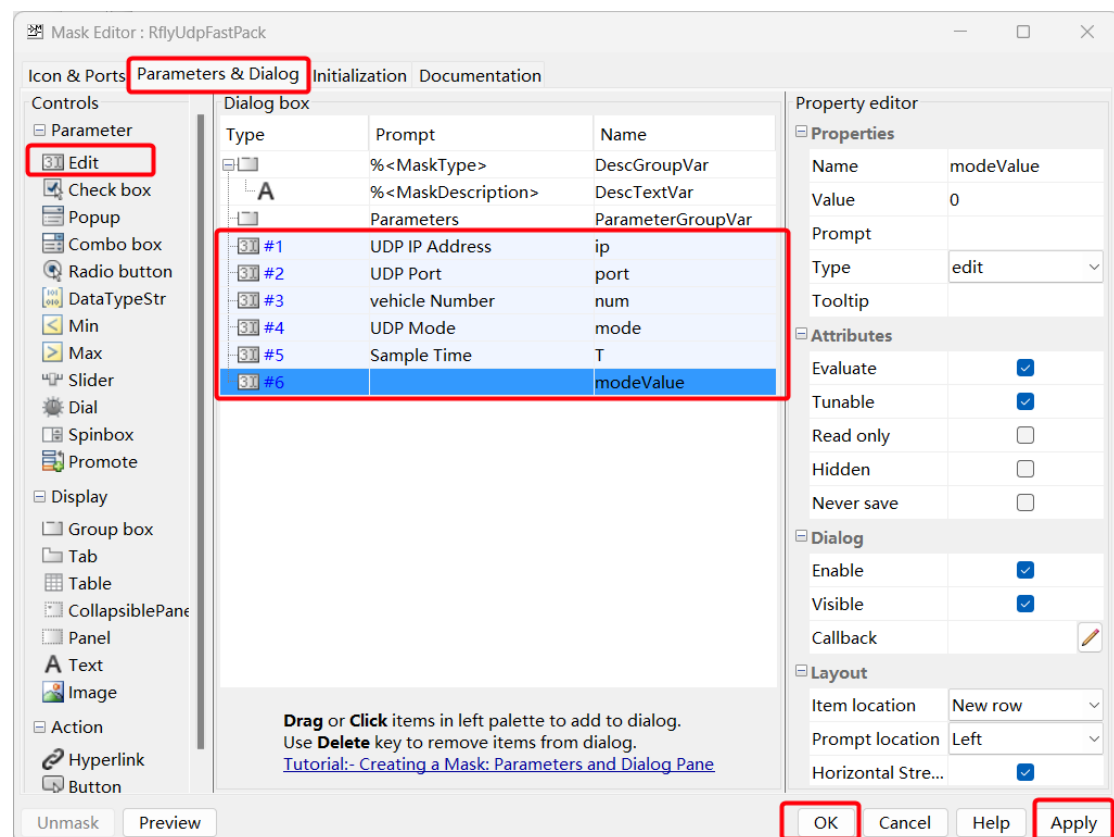 Mask Editor : RflyUdpFastPack
Icon & Ports Parameters & Dialog Initialization Documentation
Controls
Parameter
Edit
Check box
Popup
Combo box
Radio button
DataTypeStr
Min
Max
Slider
Dial
Spinbox
Promote
Display
Group box
Tab
Table
CollapsiblePane
Panel
Text
Image
Action
Hyperlink
Button
Dialog box
Type Prompt Name
%<MaskType> DescGroupVar
A %<MaskDescription> DescTextVar
Parameters ParameterGroupVar
#1 UDP IP Address ip
#2 UDP Port port
#3 vehicle Number num
#4 UDP Mode mode
#5 Sample Time T
#6 modeValue
Drag or Click items in left palette to add to dialog.
Use Delete key to remove items from dialog.
Tutorial:- Creating a Mask: Parameters and Dialog Pane
Property editor
Properties
Name modeValue
Value 0
Prompt
Type edit
Tooltip
Attributes
Evaluate
Tunable
Read only
Hidden
Never save
Dialog
Enable
Visible
Callback
Layout
Item location New row
Prompt location Left
Horizontal Stre...
Unmask Preview OK Cancel Help Apply